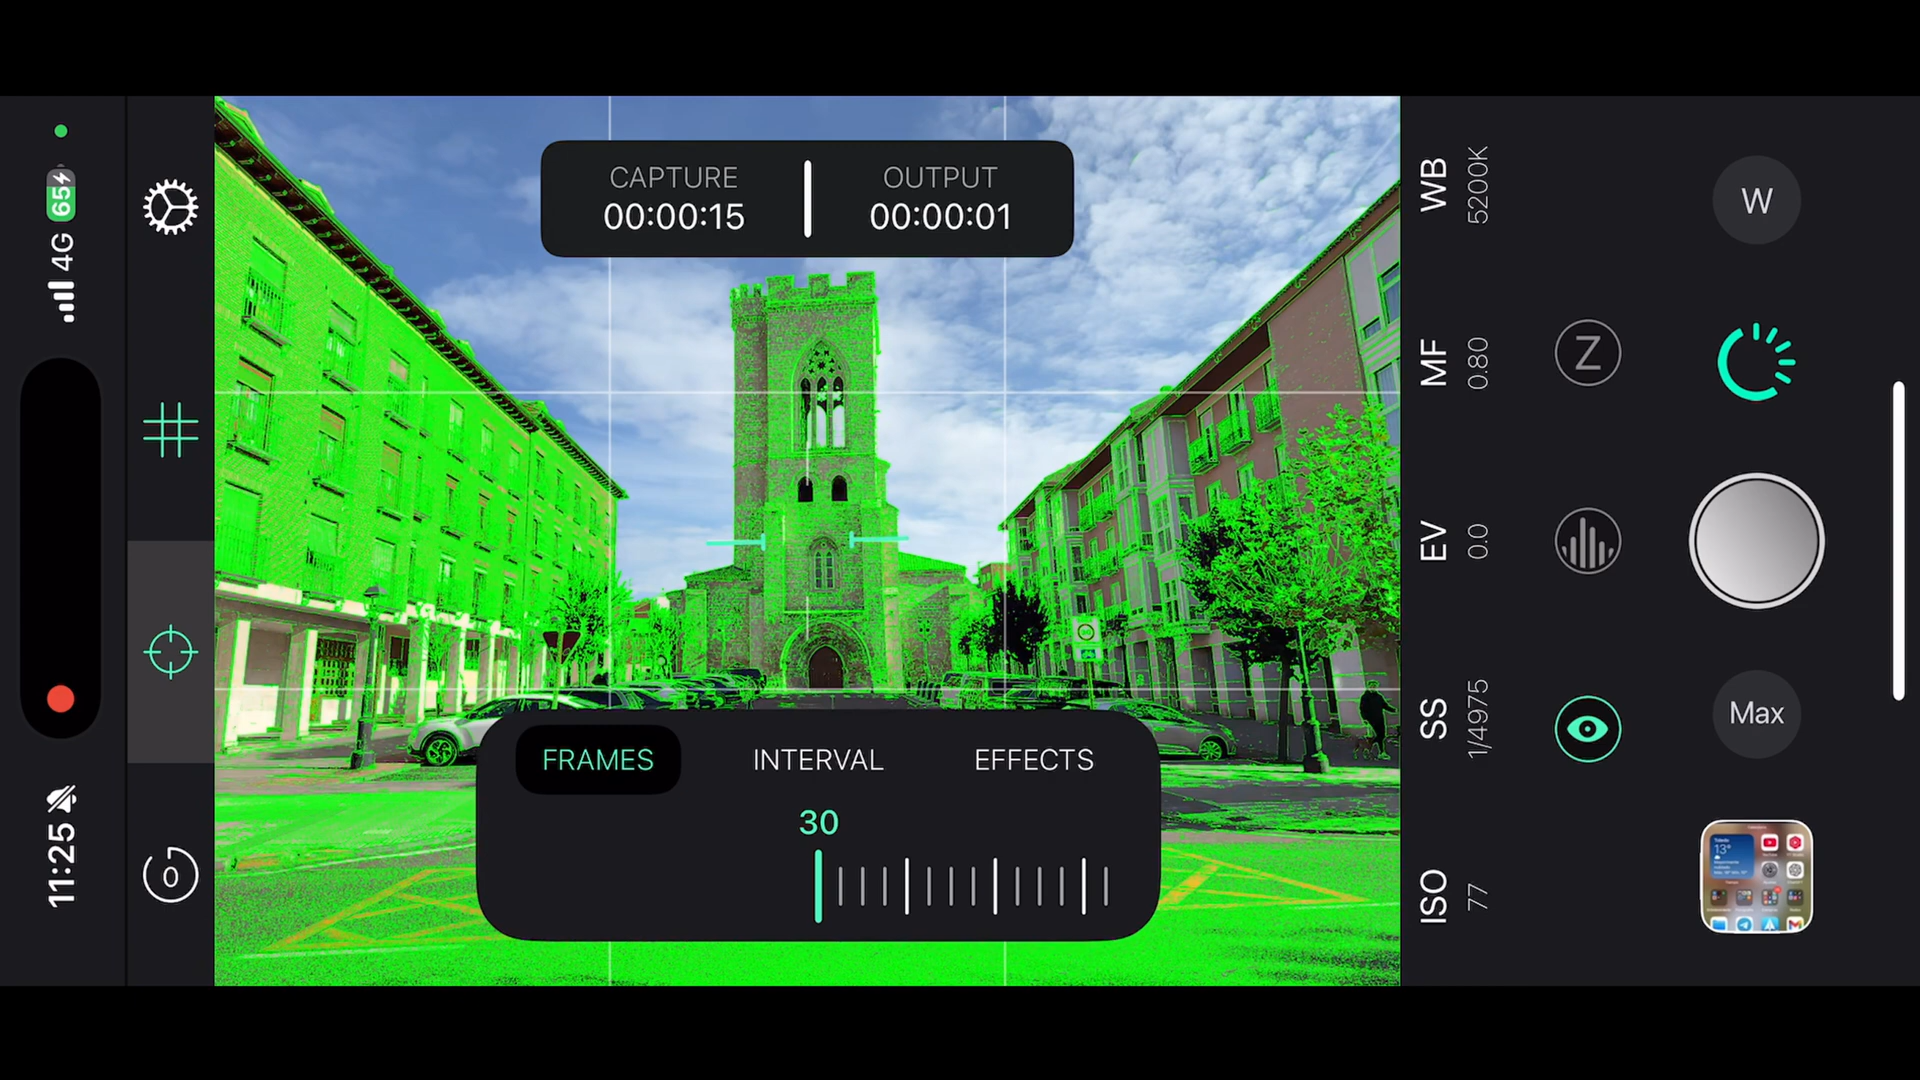 65
4G
11:25
0
CAPTURE
00:00:15
OUTPUT
00:00:01
FRAMES
INTERVAL
EFFECTS
30
WB
5200K
MF
0.80
EV
0.0
SS
1/4975
ISO
77
Z
W
Max
13°